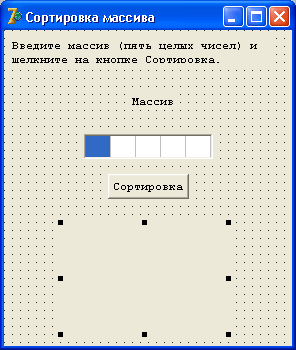 Сортировка массива
Введите массив (пять целых чисел) и
щелкните на кнопке Сортировка.
Массив
Сортировка